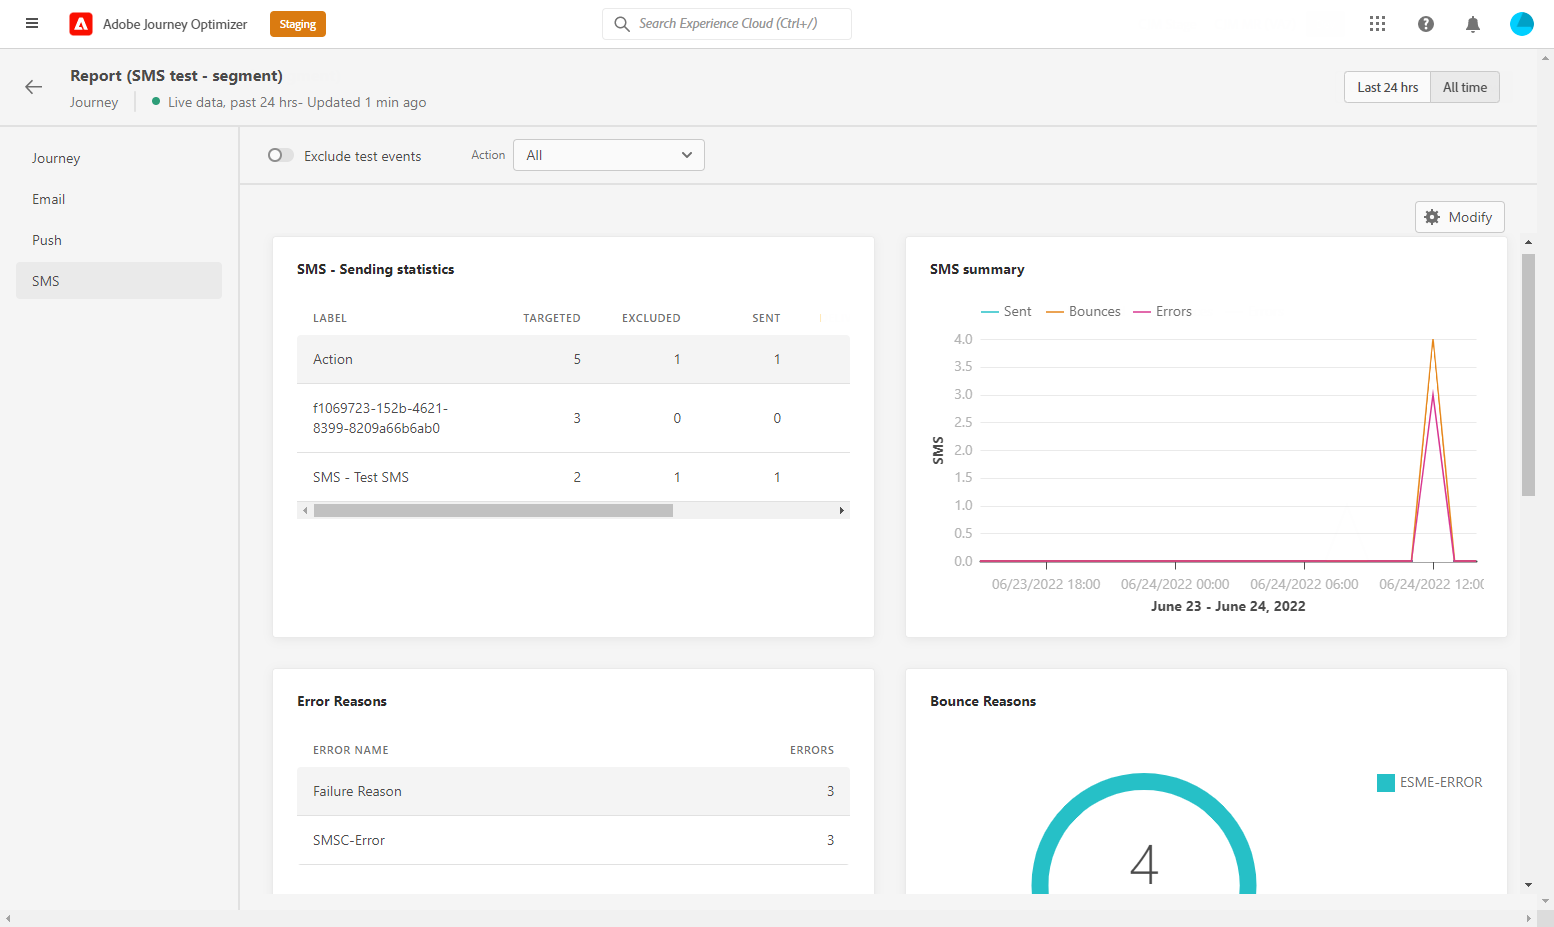 Adobe Journey Optimizer
Staging
Search Experience Cloud (Ctrl+/)
Report (SMS test - segment)
Journey
Live data, past 24 hrs- Updated 1 min ago
Last 24 hrs
All time
Journey
Email
Push
SMS
Exclude test events
Action
All
Modify
SMS - Sending statistics
LABEL TARGETED EXCLUDED SENT
Action 5 1 1
f1069723-152b-4621-
8399-8209a66b6ab0
3 0 0
SMS - Test SMS 2 1 1
SMS summary
Sent Bounces Errors
4.0
3.5
3.0
2.5
2.0
1.5
1.0
0.5
0.0
SMS
06/23/2022 18:00 06/24/2022 00:00 06/24/2022 06:00 06/24/2022 12:00
June 23 - June 24, 2022
Error Reasons
ERROR NAME ERRORS
Failure Reason 3
SMSC-Error 3
Bounce Reasons
ESME-ERROR
4